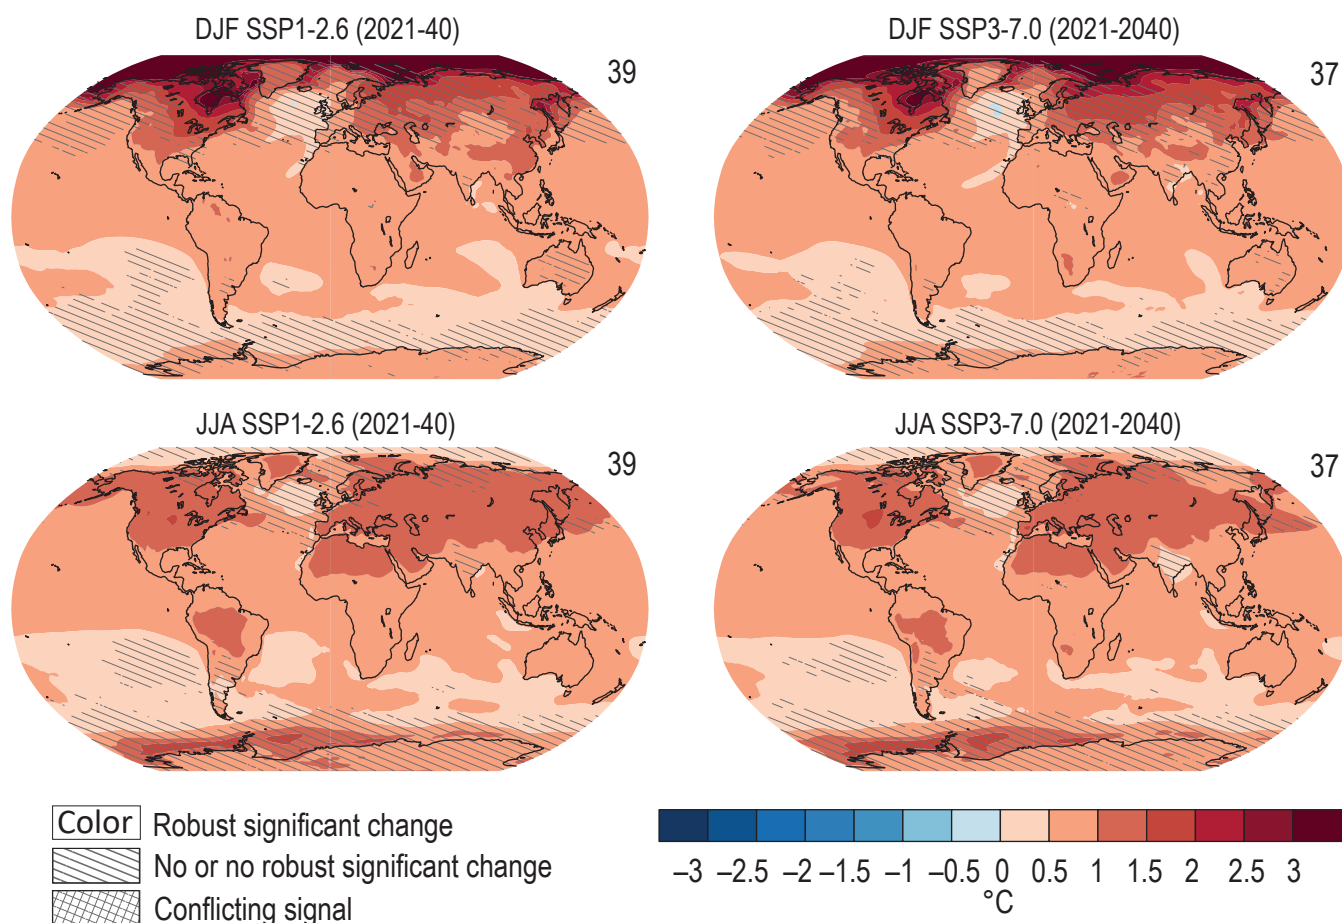 DJF SSP1-2.6 (2021-40)
39
DJF SSP3-7.0 (2021-2040)
37
JJA SSP1-2.6 (2021-40)
39
JJA SSP3-7.0 (2021-2040)
37
Color Robust significant change
No or no robust significant change
Conflicting signal
–3 –2.5 –2 –1.5 –1 –0.5 0 0.5 1 1.5 2 2.5 3
°C